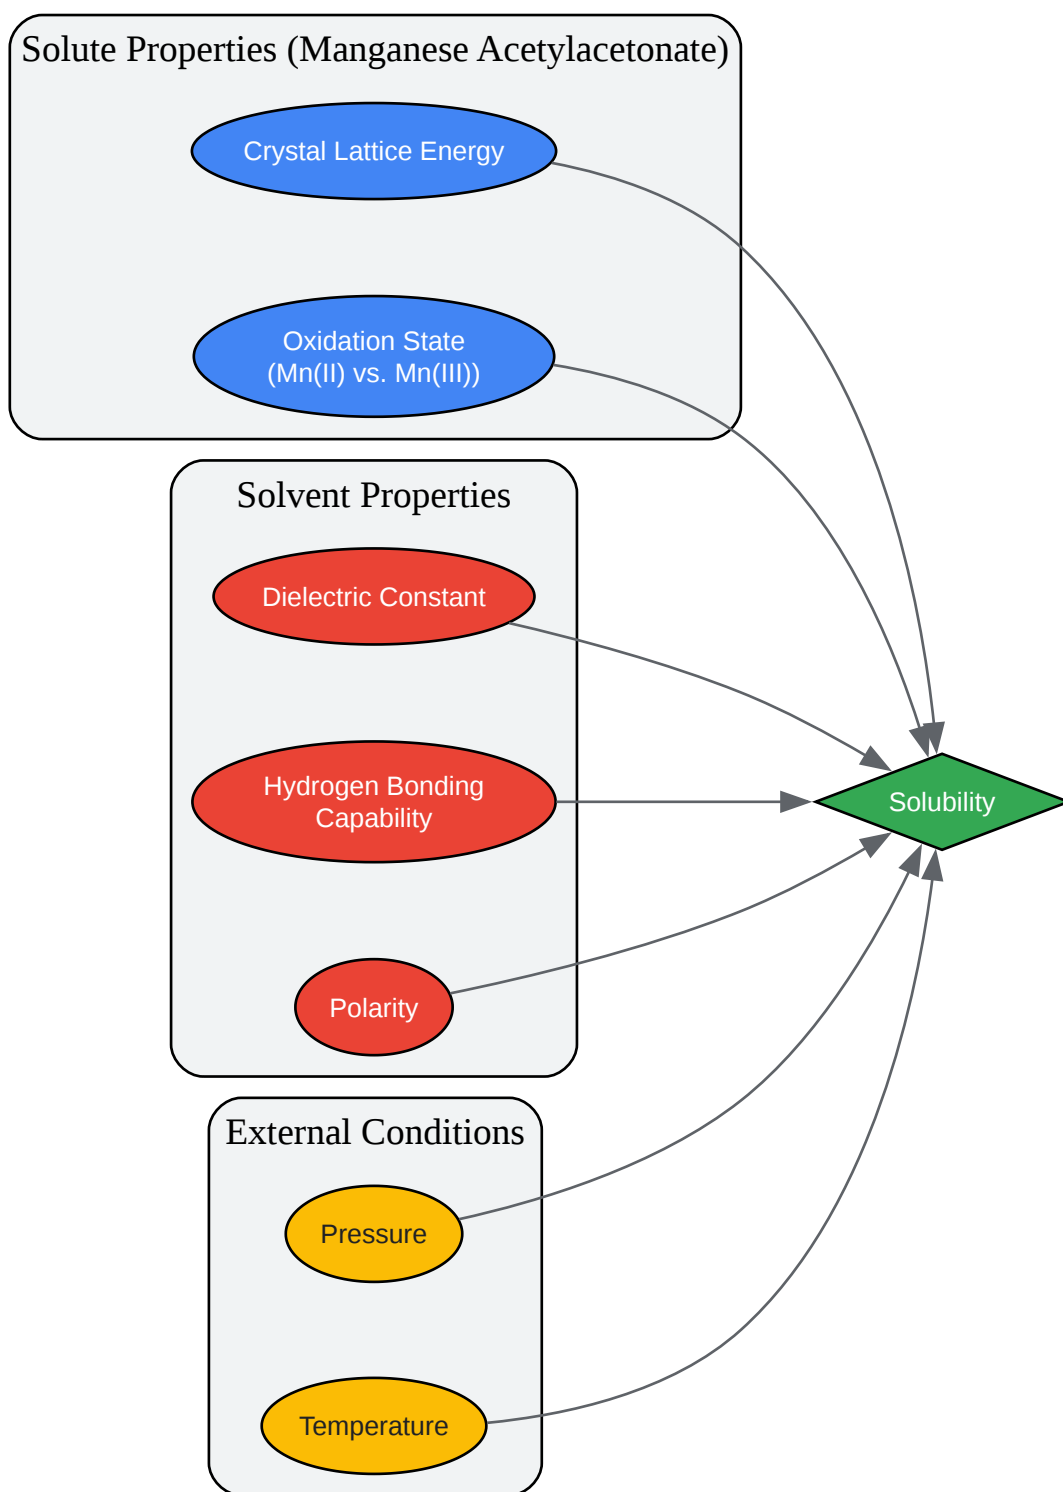 Solute Properties (Manganese Acetylacetonate)
Crystal Lattice Energy
Oxidation State
(Mn(II) vs. Mn(III))
Solvent Properties
Dielectric Constant
Hydrogen Bonding
Capability
Polarity
Solubility
External Conditions
Pressure
Temperature